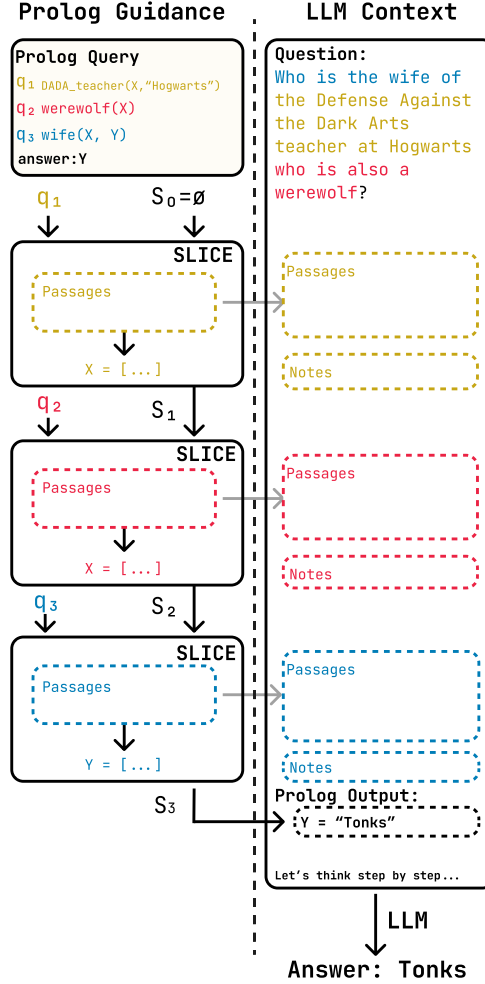 Prolog Guidance
Prolog Query
q₁ DADA_teacher(X,“Hogwarts”)
q₂ werewolf(X)
q₃ wife(X, Y)
answer:Y
q₁
S₀=∅
SLICE
Passages
X = [...]
q₂
S₁
SLICE
Passages
X = [...]
q₃
S₂
SLICE
Passages
Y = [...]
S₃
LLM Context
Question:
Who is the wife of
the Defense Against
the Dark Arts
teacher at Hogwarts
who is also a
werewolf?
Passages
Notes
Passages
Notes
Passages
Notes
Prolog Output:
Y = “Tonks”
Let’s think step by step...
LLM
Answer: Tonks